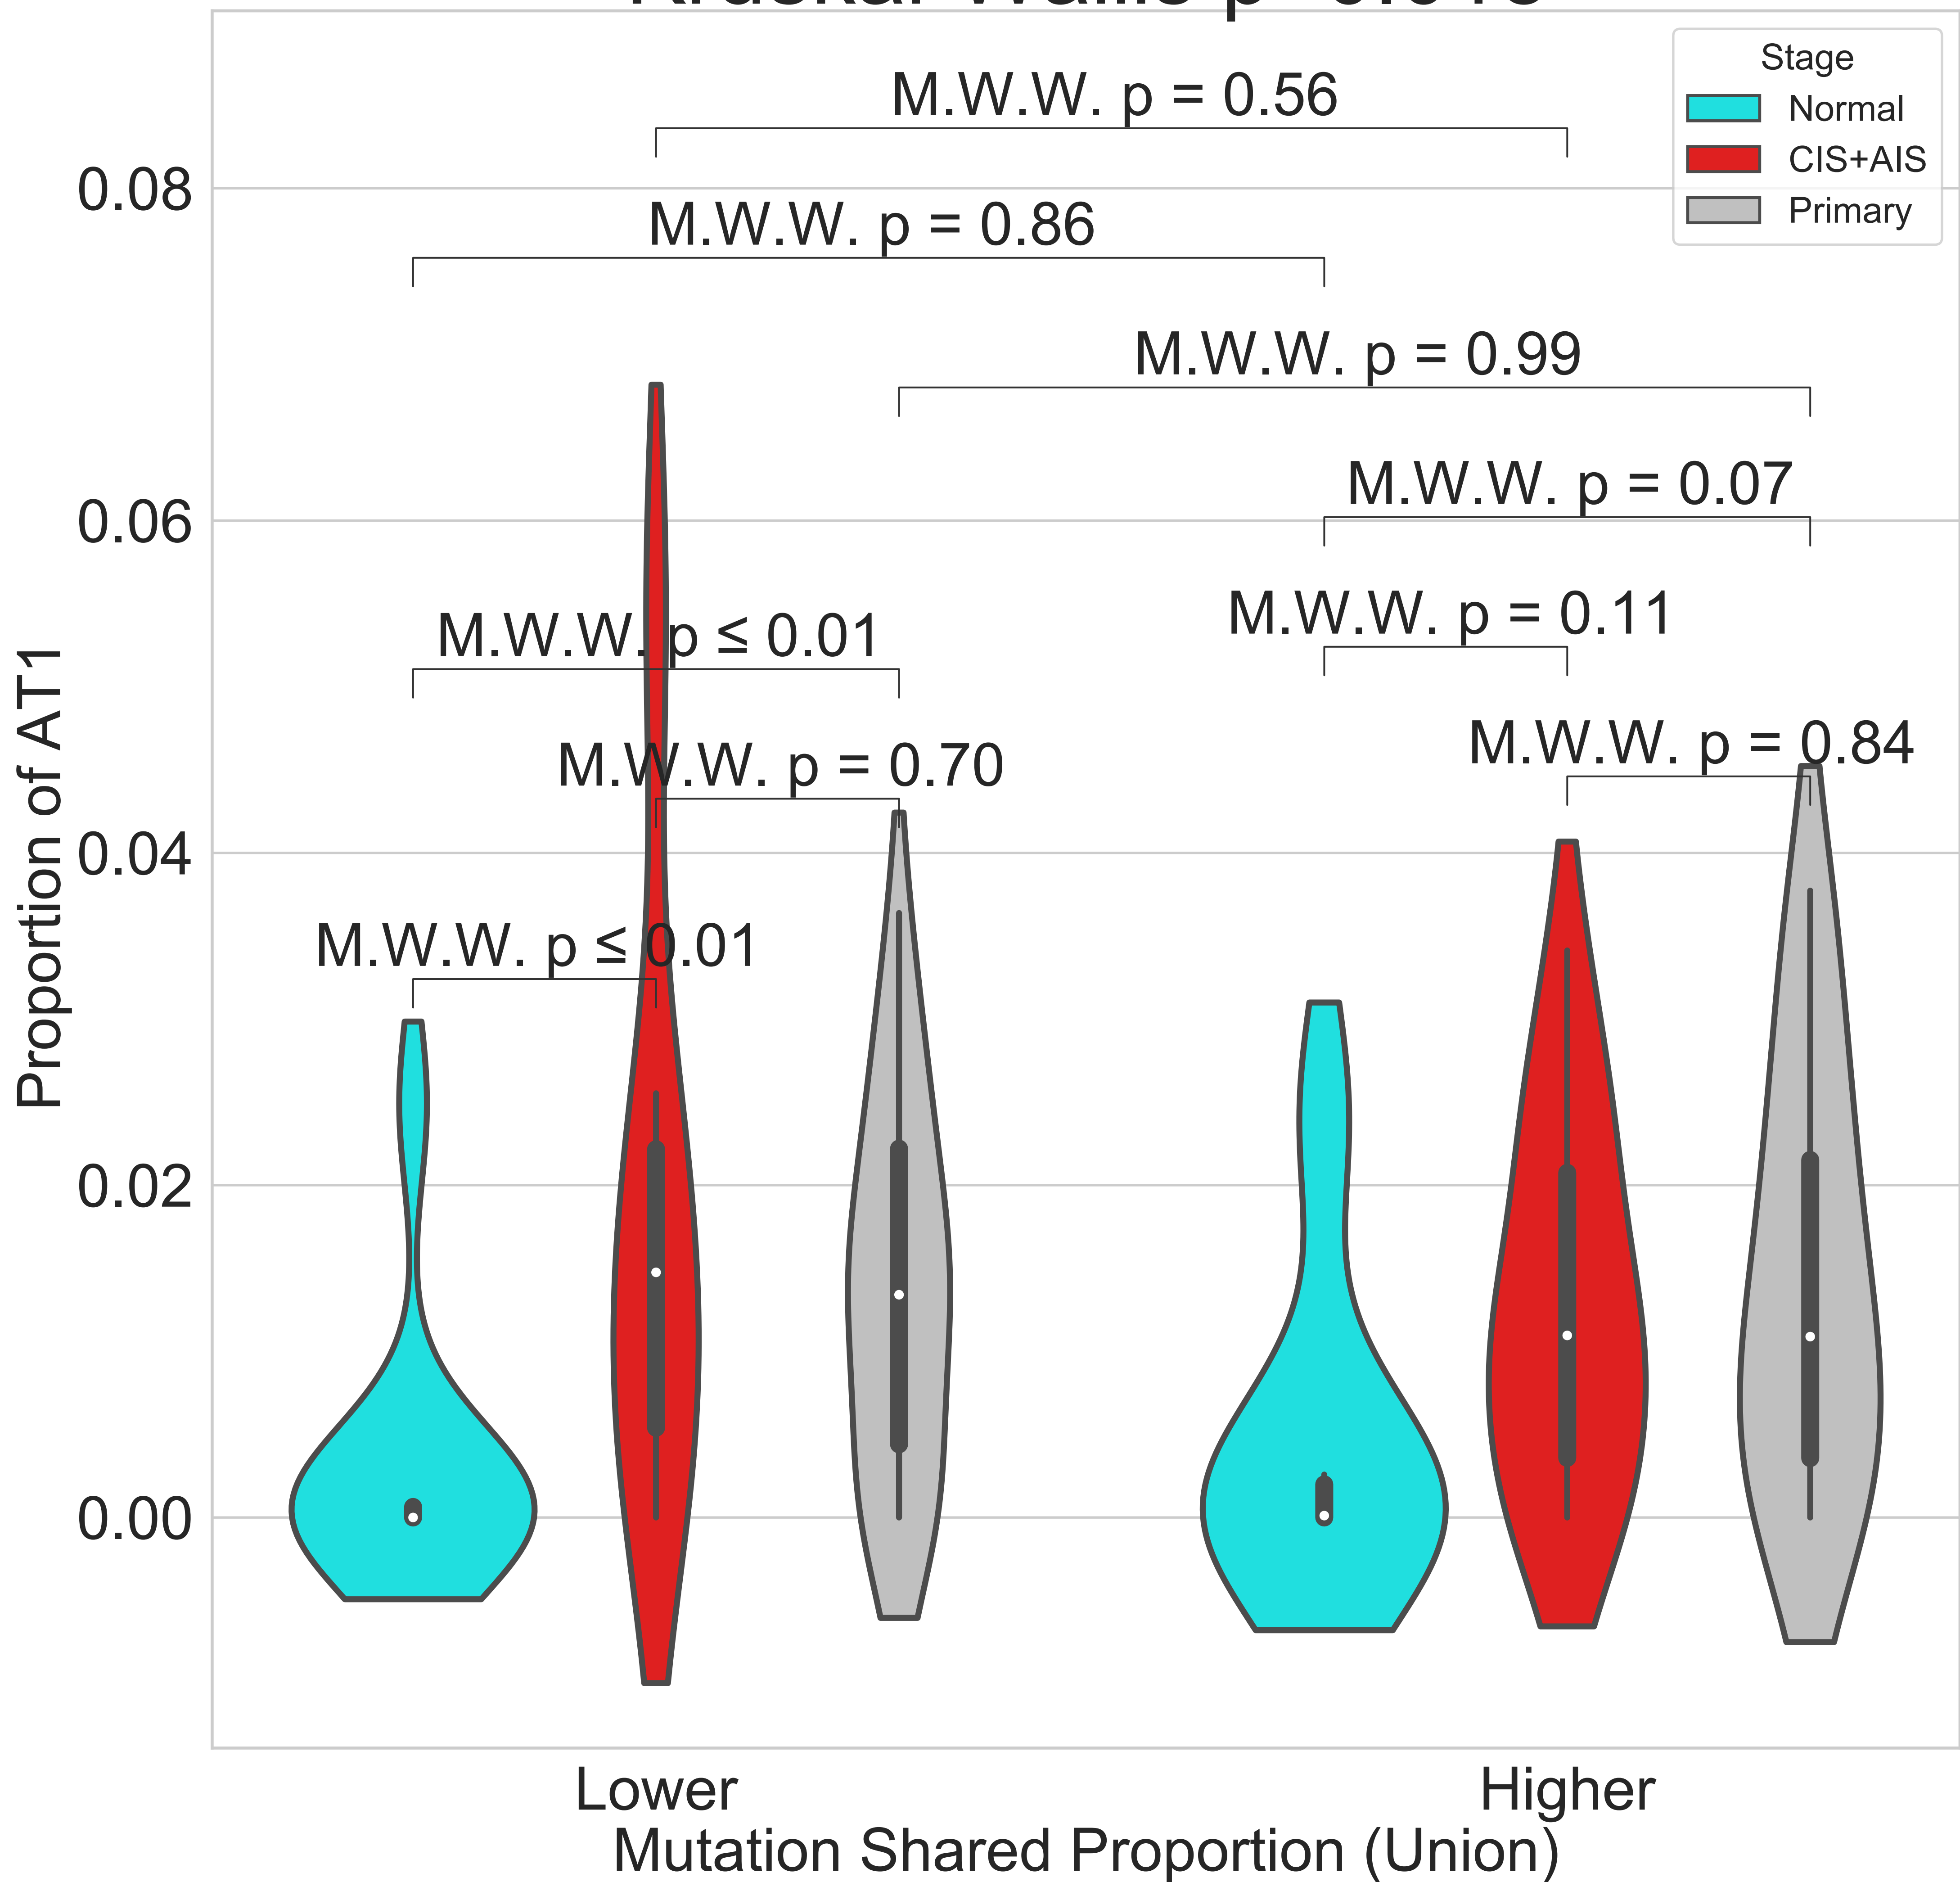 Stage
Normal
CIS+AIS
Primary
M.W.W. p = 0.56
M.W.W. p = 0.86
M.W.W. p = 0.99
M.W.W. p = 0.07
M.W.W. p = 0.11
M.W.W. p ≤ 0.01
M.W.W. p = 0.84
M.W.W. p = 0.70
M.W.W. p ≤ 0.01
Proportion of AT1
0.08
0.06
0.04
0.02
0.00
Lower
Higher
Mutation Shared Proportion (Union)